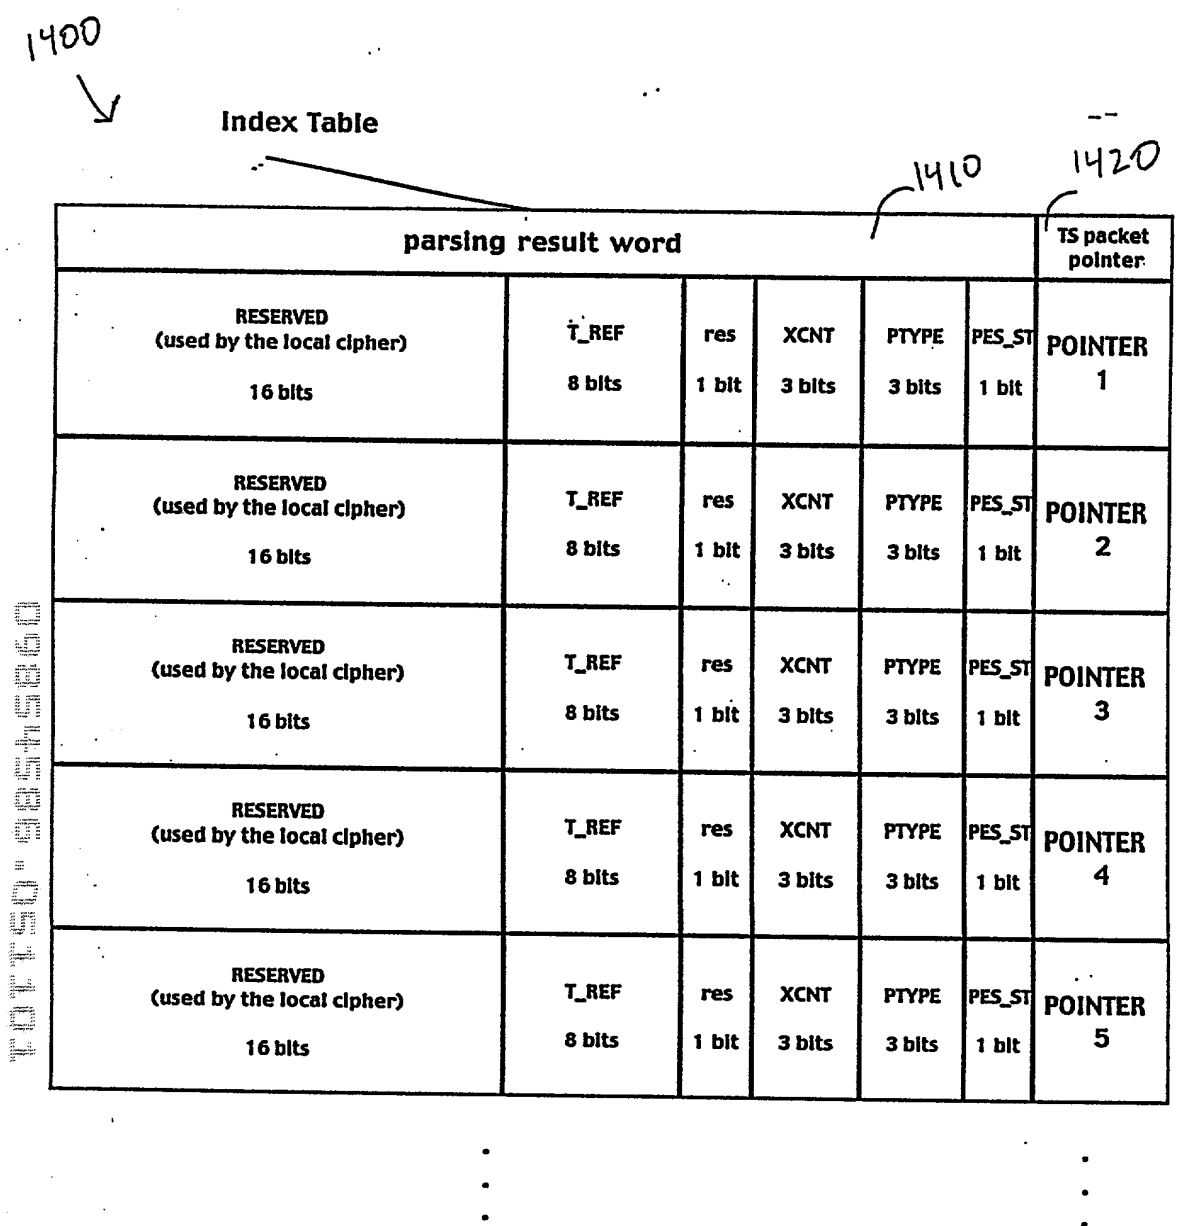 1400
Index Table
1410
1420
parsing result word
TS packet
pointer
RESERVED
(used by the local cipher)
16 bits
T_REF
8 bits
res
1 bit
XCNT
3 bits
PTYPE
3 bits
PES_ST
1 bit
POINTER
1
RESERVED
(used by the local cipher)
16 bits
T_REF
8 bits
res
1 bit
XCNT
3 bits
PTYPE
3 bits
PES_ST
1 bit
POINTER
2
RESERVED
(used by the local cipher)
16 bits
T_REF
8 bits
res
1 bit
XCNT
3 bits
PTYPE
3 bits
PES_ST
1 bit
POINTER
3
RESERVED
(used by the local cipher)
16 bits
T_REF
8 bits
res
1 bit
XCNT
3 bits
PTYPE
3 bits
PES_ST
1 bit
POINTER
4
RESERVED
(used by the local cipher)
16 bits
T_REF
8 bits
res
1 bit
XCNT
3 bits
PTYPE
3 bits
PES_ST
1 bit
POINTER
5